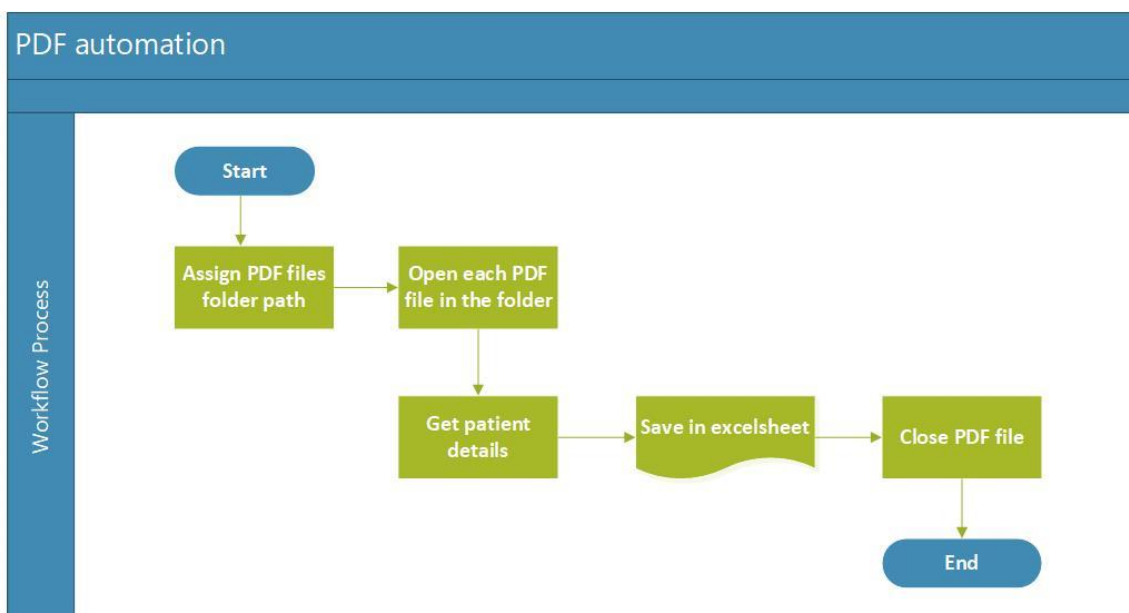 PDF automation
Workflow Process
Start
Assign PDF files
folder path
Open each PDF
file in the folder
Get patient
details
Save in excelsheet
Close PDF file
End